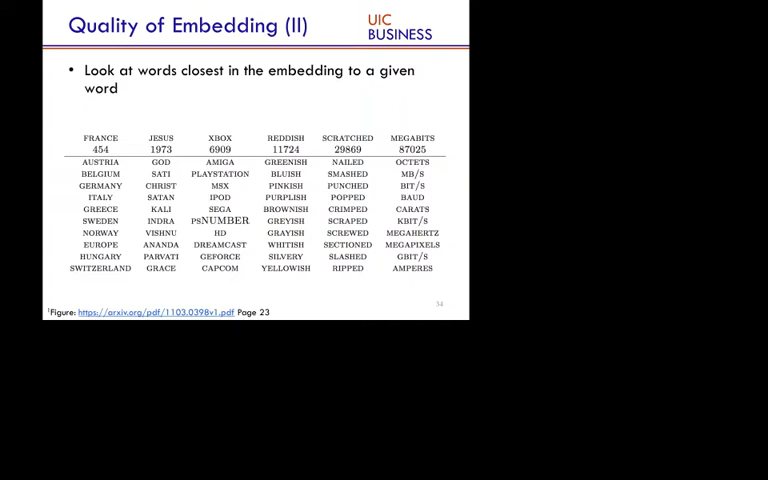 Quality of Embedding (II)
UIC
BUSINESS
• Look at words closest in the embedding to a given
word
FRANCE JESUS XBOX REDDISH SCRATCHED MEGABITS
454 1973 6909 11724 29869 87025
AUSTRIA GOD AMIGA GREENISH NAILED OCTETS
BELGIUM SATI PLAYSTATION BLUISH SMASHED MB/S
GERMANY CHRIST MSX PINKISH PUNCHED BIT/S
ITALY SATAN IPOD PURPLISH POPPED BAUD
GREECE KALI SEGA BROWNISH CRIMPED CARATS
SWEDEN INDRA PSNUMBER GREYISH SCRAPED KBIT/S
NORWAY VISHNU HD GRAYISH SCREWED MEGAHERTZ
EUROPE ANANDA DREAMCAST WHITISH SECTIONED MEGAPIXELS
HUNGARY PARVATI GEFORCE SILVERY SLASHED GBIT/S
SWITZERLAND GRACE CAPCOM YELLOWISH RIPPED AMPERES
34
1Figure: https://arxiv.org/pdf/1103.0398v1.pdf Page 23